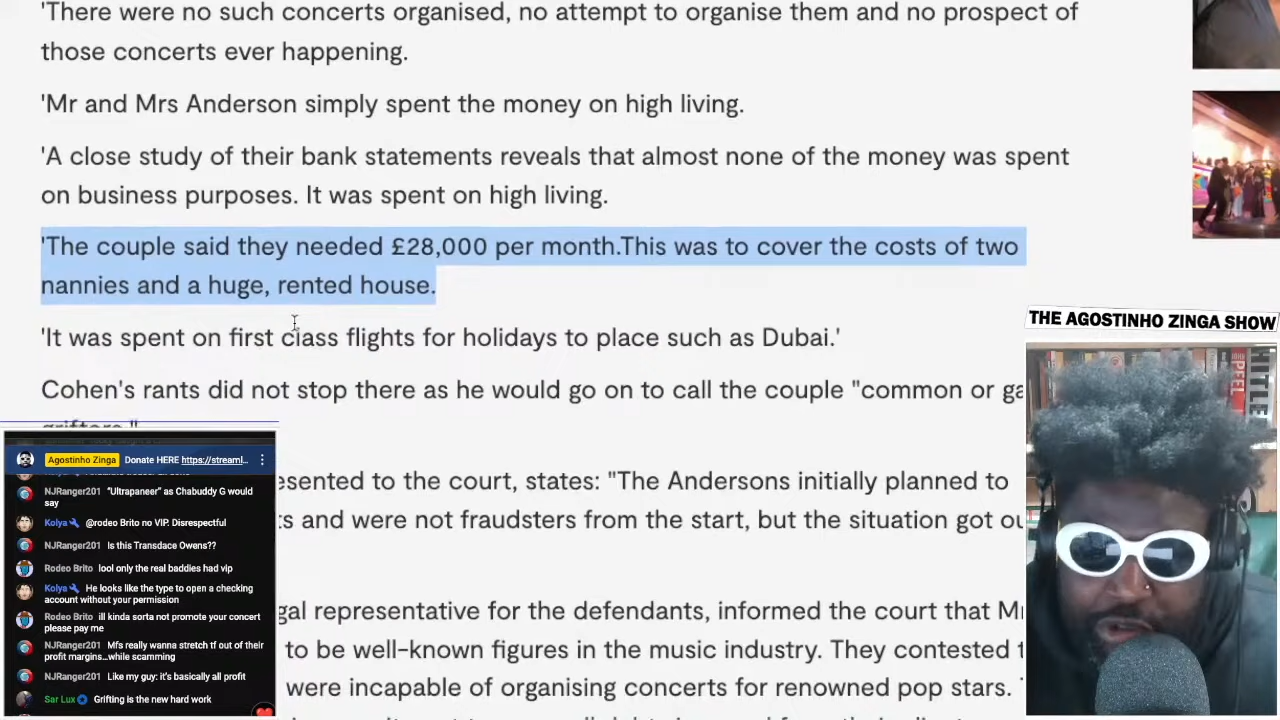 'There were no such concerts organised, no attempt to organise them and no prospect of
those concerts ever happening.
'Mr and Mrs Anderson simply spent the money on high living.
'A close study of their bank statements reveals that almost none of the money was spent
on business purposes. It was spent on high living.
'The couple said they needed £28,000 per month.This was to cover the costs of two
nannies and a huge, rented house.
'It was spent on first class flights for holidays to place such as Dubai.'
Cohen's rants did not stop there as he would go on to call the couple "common or
esented to the court, states: "The Andersons initially planned to
and were not fraudsters from the start, but the situation got
gal representative for the defendants, informed the court that
to be well-known figures in the music industry. They contested
were incapable of organising concerts for renowned pop stars.
THE AGOSTINHO ZINGA SHOW
Agostinho Zinga Donate HERE https://streaml...
NJRanger201 "Ultrapaneer" as Chabuddy G would
say
Kolya @rodeo Brito no VIP. Disrespectful
NJRanger201 Is this Transdace Owens??
Rodeo Brito lool only the real baddies had vip
Kolya He looks like the type to open a checking
account without your permission
Rodeo Brito ill kinda sorta not promote your concert
please pay me
NJRanger201 Mfs really wanna stretch tf out of their
profit margins...while scamming
NJRanger201 Like my guy: it's basically all profit
Sar Lux Grifting is the new hard work